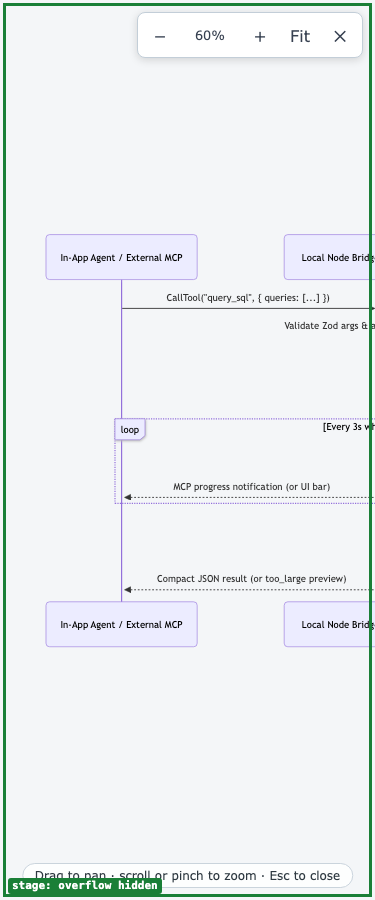 − 60% + Fit ×
In-App Agent / External MCP
Local Node Bridg
CallTool("query_sql", { queries: [...] })
Validate Zod args & a
loop
[Every 3s wh
MCP progress notification (or UI bar)
Compact JSON result (or too_large preview)
In-App Agent / External MCP
Local Node Bridg
Drag to pan · scroll or pinch to zoom · Esc to close
stage: overflow hidden